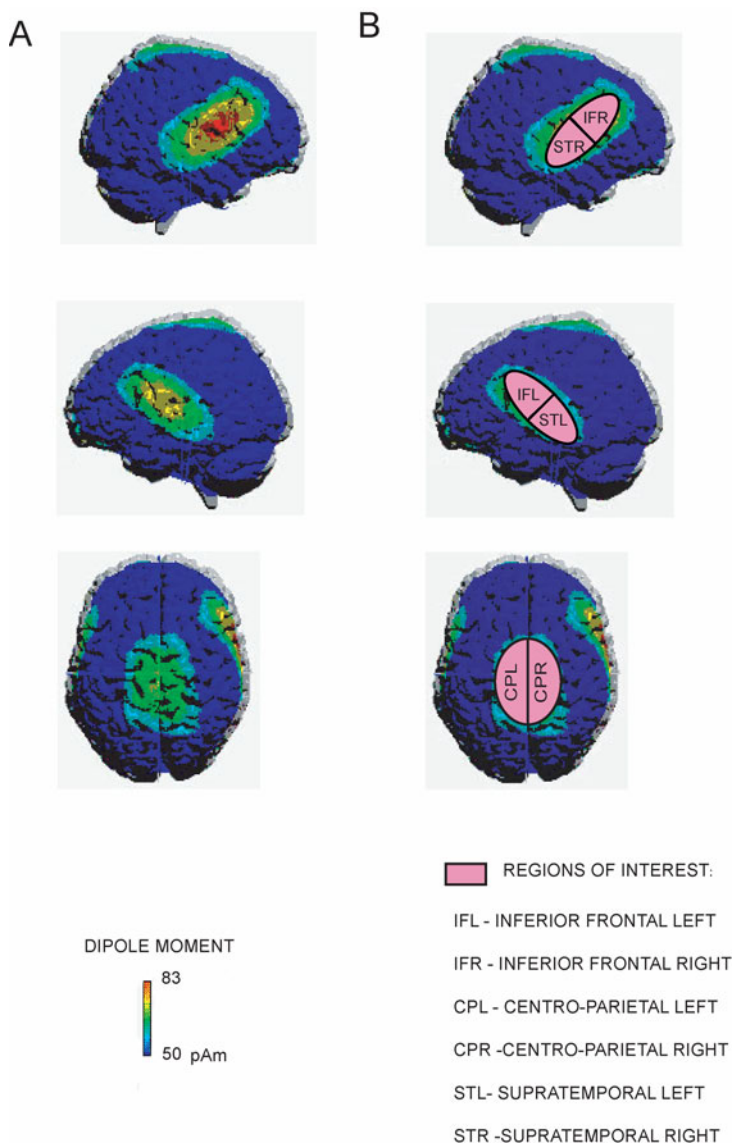 A
B
IFR
STR
IFL
STL
CPL
CPR
DIPOLE MOMENT
83
50 pAm
REGIONS OF INTEREST:
IFL - INFERIOR FRONTAL LEFT
IFR - INFERIOR FRONTAL RIGHT
CPL - CENTRO-PARIETAL LEFT
CPR -CENTRO-PARIETAL RIGHT
STL- SUPRATEMPORAL LEFT
STR -SUPRATEMPORAL RIGHT